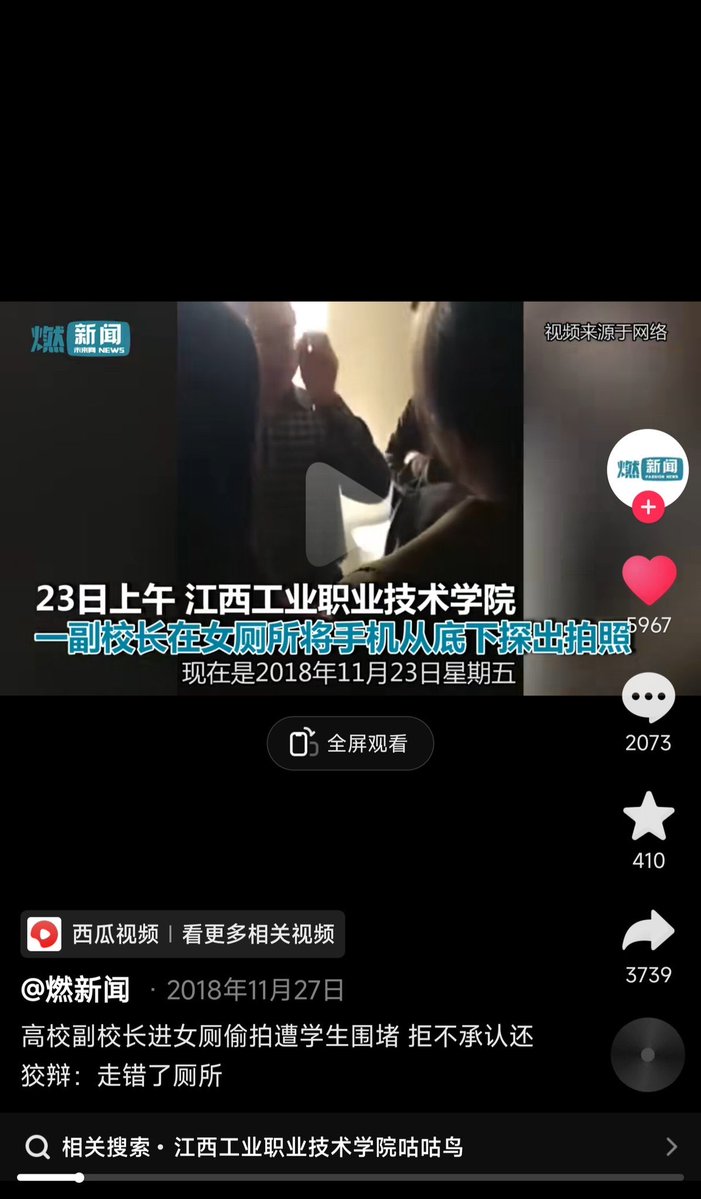 燃新闻
未来网 NEWS
视频来源于网络
燃新闻
FASHION NEWS
23日上午 江西工业职业技术学院
一副校长在女厕所将手机从底下探出拍照
现在是2018年11月23日星期五
5967
全屏观看
2073
410
西瓜视频 | 看更多相关视频
3739
@燃新闻 · 2018年11月27日
高校副校长进女厕偷拍遭学生围堵 拒不承认还
狡辩：走错了厕所
相关搜索 · 江西工业职业技术学院咕咕鸟